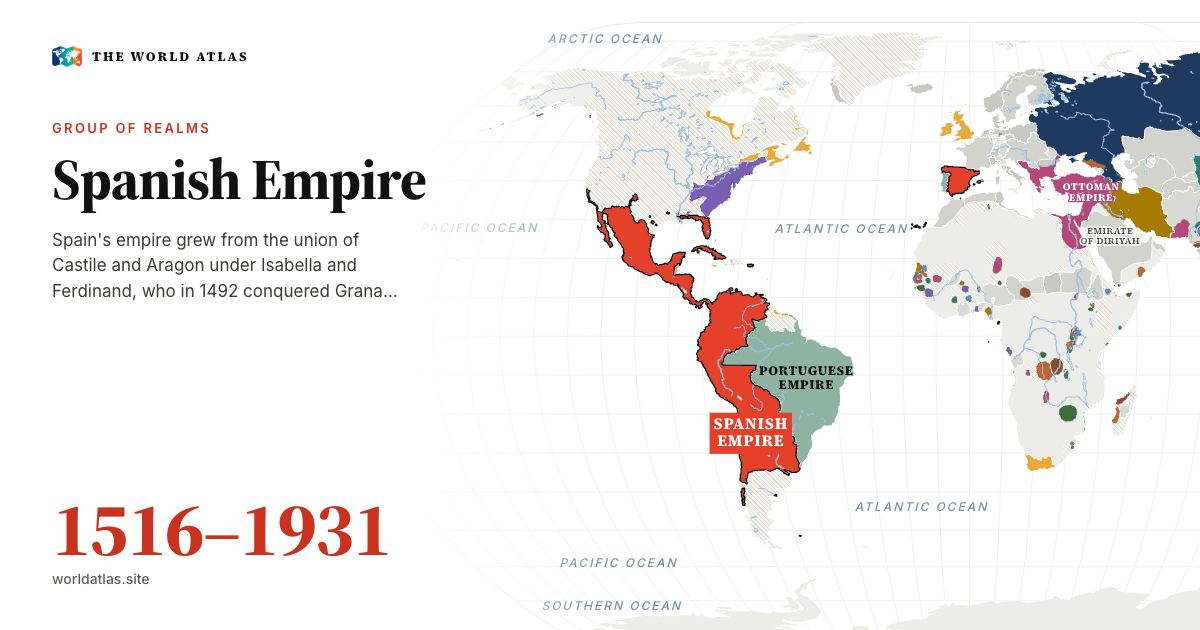 THE WORLD ATLAS
GROUP OF REALMS
Spanish Empire
Spain's empire grew from the union of
Castile and Aragon under Isabella and
Ferdinand, who in 1492 conquered Grana...
1516–1931
worldatlas.site
ARCTIC OCEAN
PACIFIC OCEAN
ATLANTIC OCEAN
OTTOMAN
EMPIRE
EMIRATE
OF DIRIYAH
PORTUGUESE
EMPIRE
SPANISH
EMPIRE
ATLANTIC OCEAN
PACIFIC OCEAN
SOUTHERN OCEAN